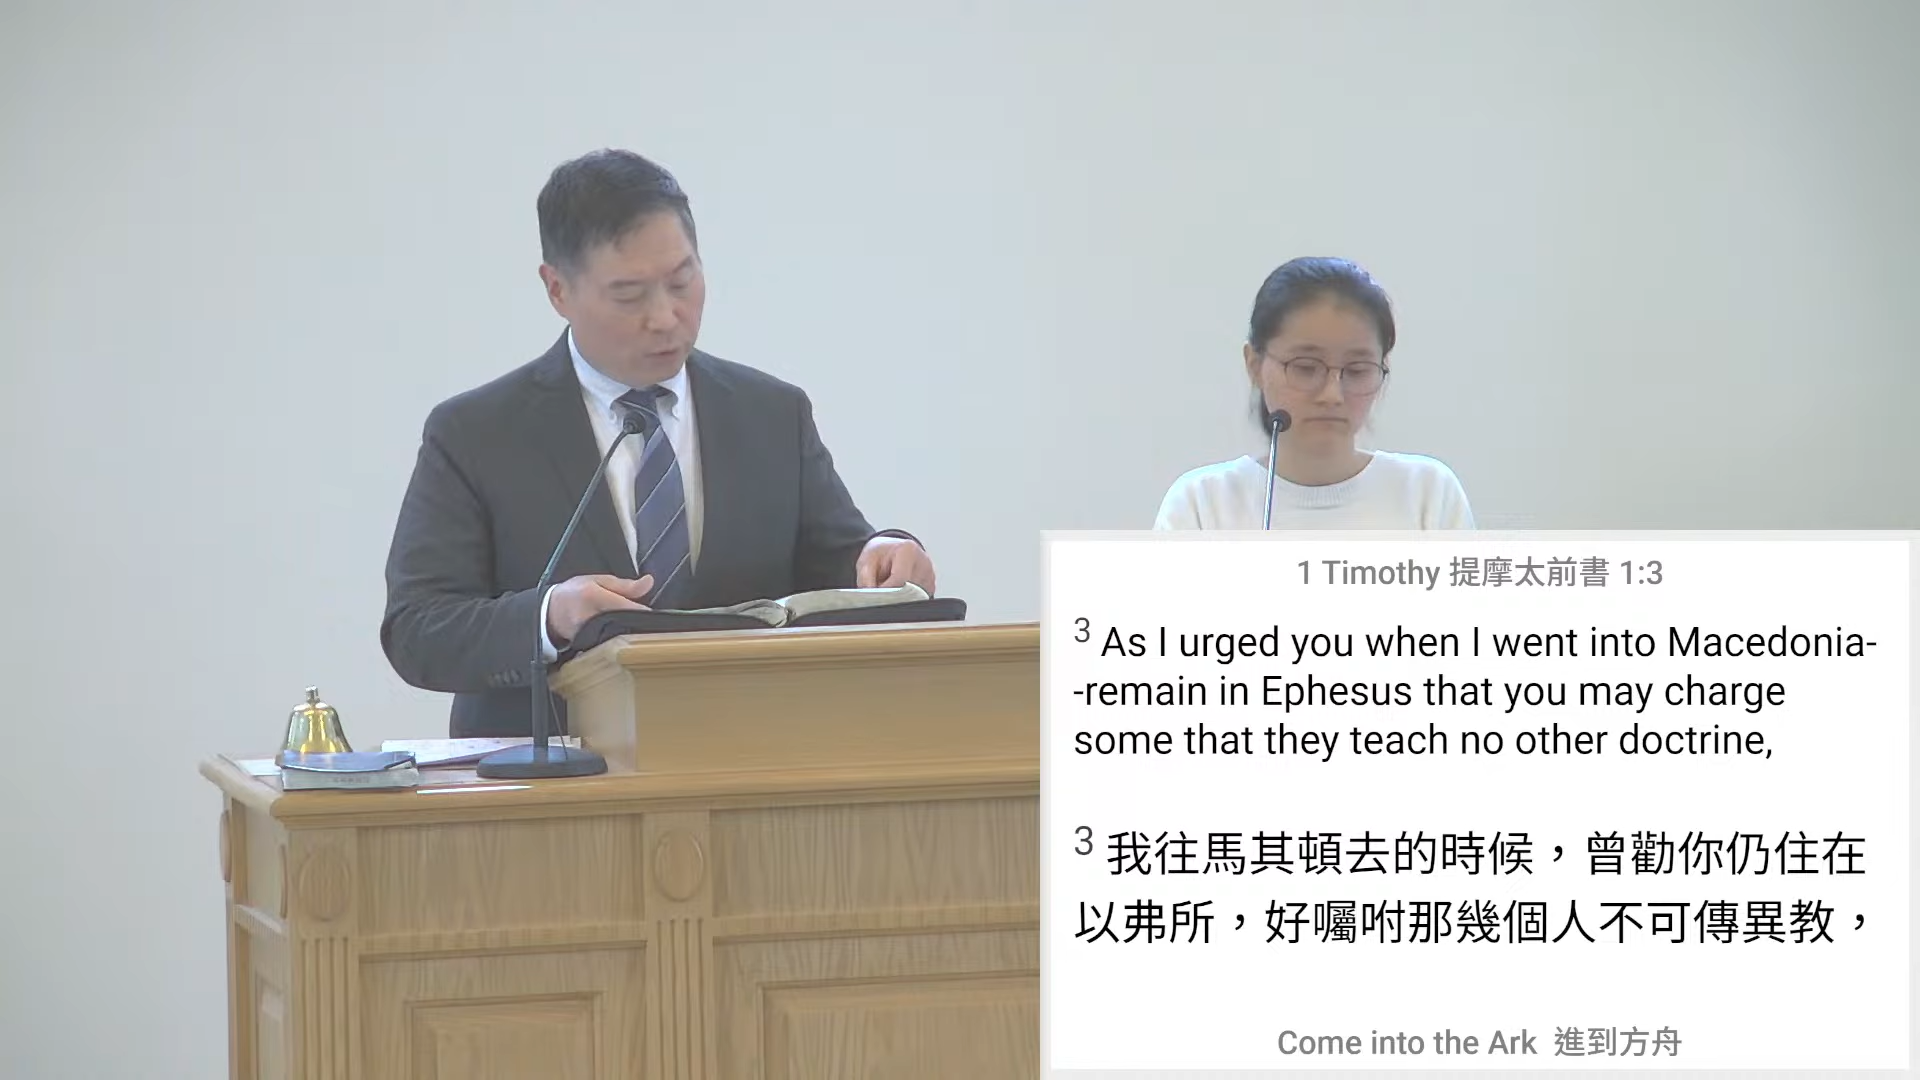 1 Timothy 提摩太前書 1:3
3 As I urged you when I went into Macedonia-
-remain in Ephesus that you may charge
some that they teach no other doctrine,
3 我往馬其頓去的時候，曾勸你仍住在
以弗所，好囑咐那幾個人不可傳異教，
Come into the Ark 進到方舟